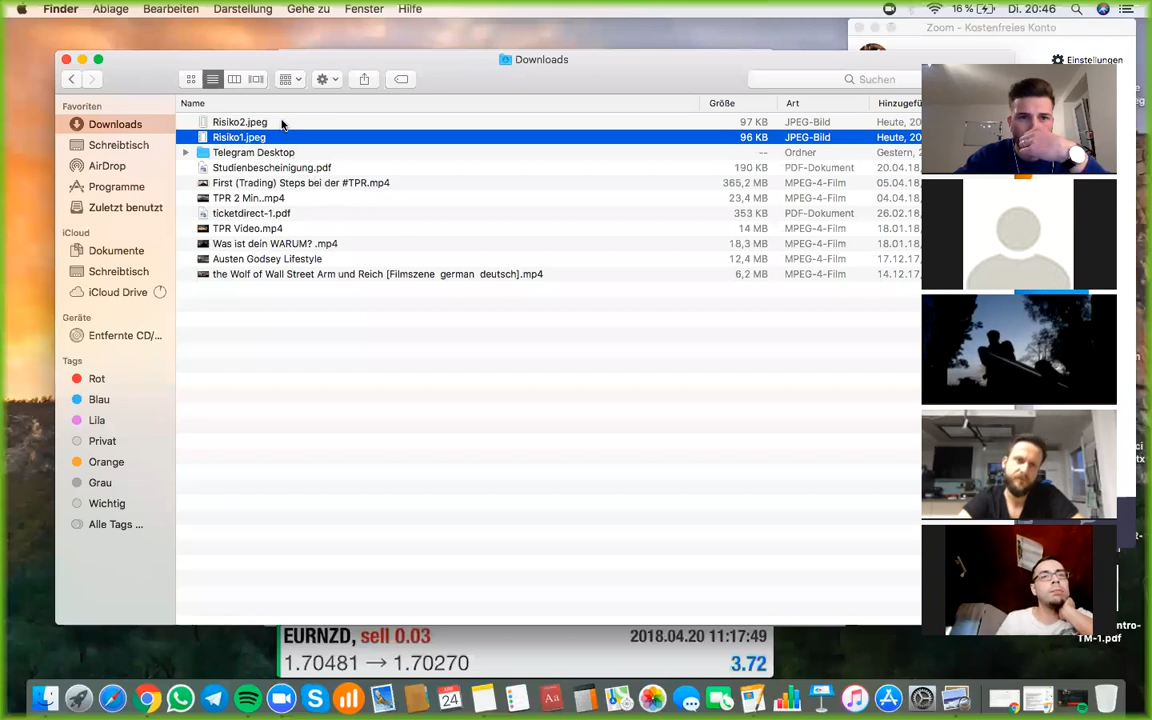 Finder Ablage Bearbeiten Darstellung Gehe zu Fenster Hilfe 16 % Di. 20:46
Zoom - Kostenfreies Konto
Downloads
Einstellungen
Suchen
Favoriten
Downloads
Schreibtisch
AirDrop
Programme
Zuletzt benutzt
iCloud
Dokumente
Schreibtisch
iCloud Drive
Geräte
Entfernte CD/...
Tags
Rot
Blau
Lila
Privat
Orange
Grau
Wichtig
Alle Tags ...
Name Größe Art Hinzugefü
Risiko2.jpeg 97 KB JPEG-Bild Heute, 20
Risiko1.jpeg 96 KB JPEG-Bild Heute, 20
Telegram Desktop -- Ordner Gestern, 2
Studienbescheinigung.pdf 190 KB PDF-Dokument 20.04.18
First (Trading) Steps bei der #TPR.mp4 365,2 MB MPEG-4-Film 05.04.18
TPR 2 Min..mp4 23,4 MB MPEG-4-Film 04.04.18
ticketdirect-1.pdf 353 KB PDF-Dokument 26.02.18
TPR Video.mp4 14 MB MPEG-4-Film 18.01.18
Was ist dein WARUM? .mp4 18,3 MB MPEG-4-Film 18.01.18
Austen Godsey Lifestyle 12,4 MB MPEG-4-Film 17.12.17
the Wolf of Wall Street Arm und Reich [Filmszene german deutsch].mp4 6,2 MB MPEG-4-Film 14.12.17
EURNZD, sell 0.03 2018.04.20 11:17:49
1.70481 → 1.70270 3.72
ntro-
TM-1.pdf
24